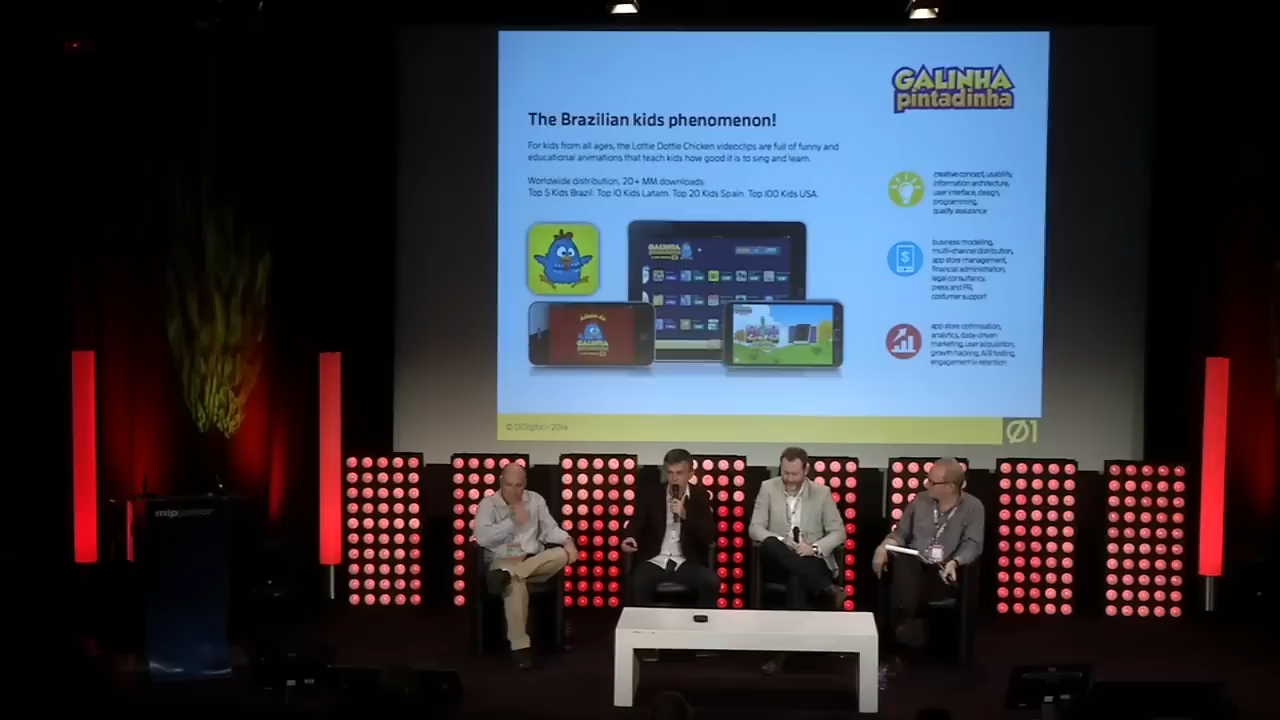 GALINHA
pintadinha
The Brazilian kids phenomenon!
For kids from all ages, the Lottie Dottie Chicken videoclips are full of funny and
educational animations that teach kids how good it is to sing and learn.
Worldwide distribution, 20+ MM downloads.
Top 5 Kids Brazil. Top 10 Kids Latam. Top 20 Kids Spain. Top 100 Kids USA.
creative concept, usability,
information architecture,
user interface, design,
programming,
quality assurance
business modelling,
multi-channel distribution,
app store management,
financial administration,
legal consultancy,
press and PR,
costumer support
app store optimisation,
analytics, data-driven
marketing, user acquisition,
growth hacking, A/B testing,
engagement & retention
GALINHA
GALINHA
2014
Ø1
mipjunior